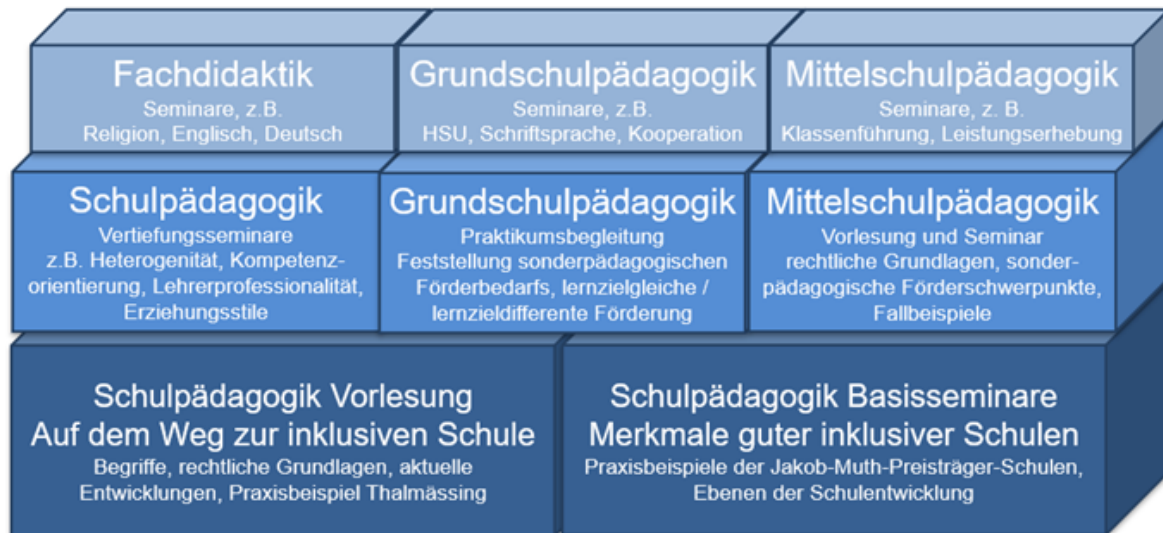 Fachdidaktik
Seminare, z.B.
Religion, Englisch, Deutsch
Grundschulpädagogik
Seminare, z.B.
HSU, Schriftsprache, Kooperation
Mittelschulpädagogik
Seminare, z. B.
Klassenführung, Leistungserhebung
Schulpädagogik
Vertiefungsseminare
z.B. Heterogenität, Kompetenz-
orientierung, Lehrerprofessionalität,
Erziehungsstile
Grundschulpädagogik
Praktikumsbegleitung
Feststellung sonderpädagogischen
Förderbedarfs, lernzielgleiche /
lernzieldifferente Förderung
Mittelschulpädagogik
Vorlesung und Seminar
rechtliche Grundlagen, sonder-
pädagogische Förderschwerpunkte,
Fallbeispiele
Schulpädagogik Vorlesung
Auf dem Weg zur inklusiven Schule
Begriffe, rechtliche Grundlagen, aktuelle
Entwicklungen, Praxisbeispiel Thalmässing
Schulpädagogik Basisseminare
Merkmale guter inklusiver Schulen
Praxisbeispiele der Jakob-Muth-Preisträger-Schulen,
Ebenen der Schulentwicklung